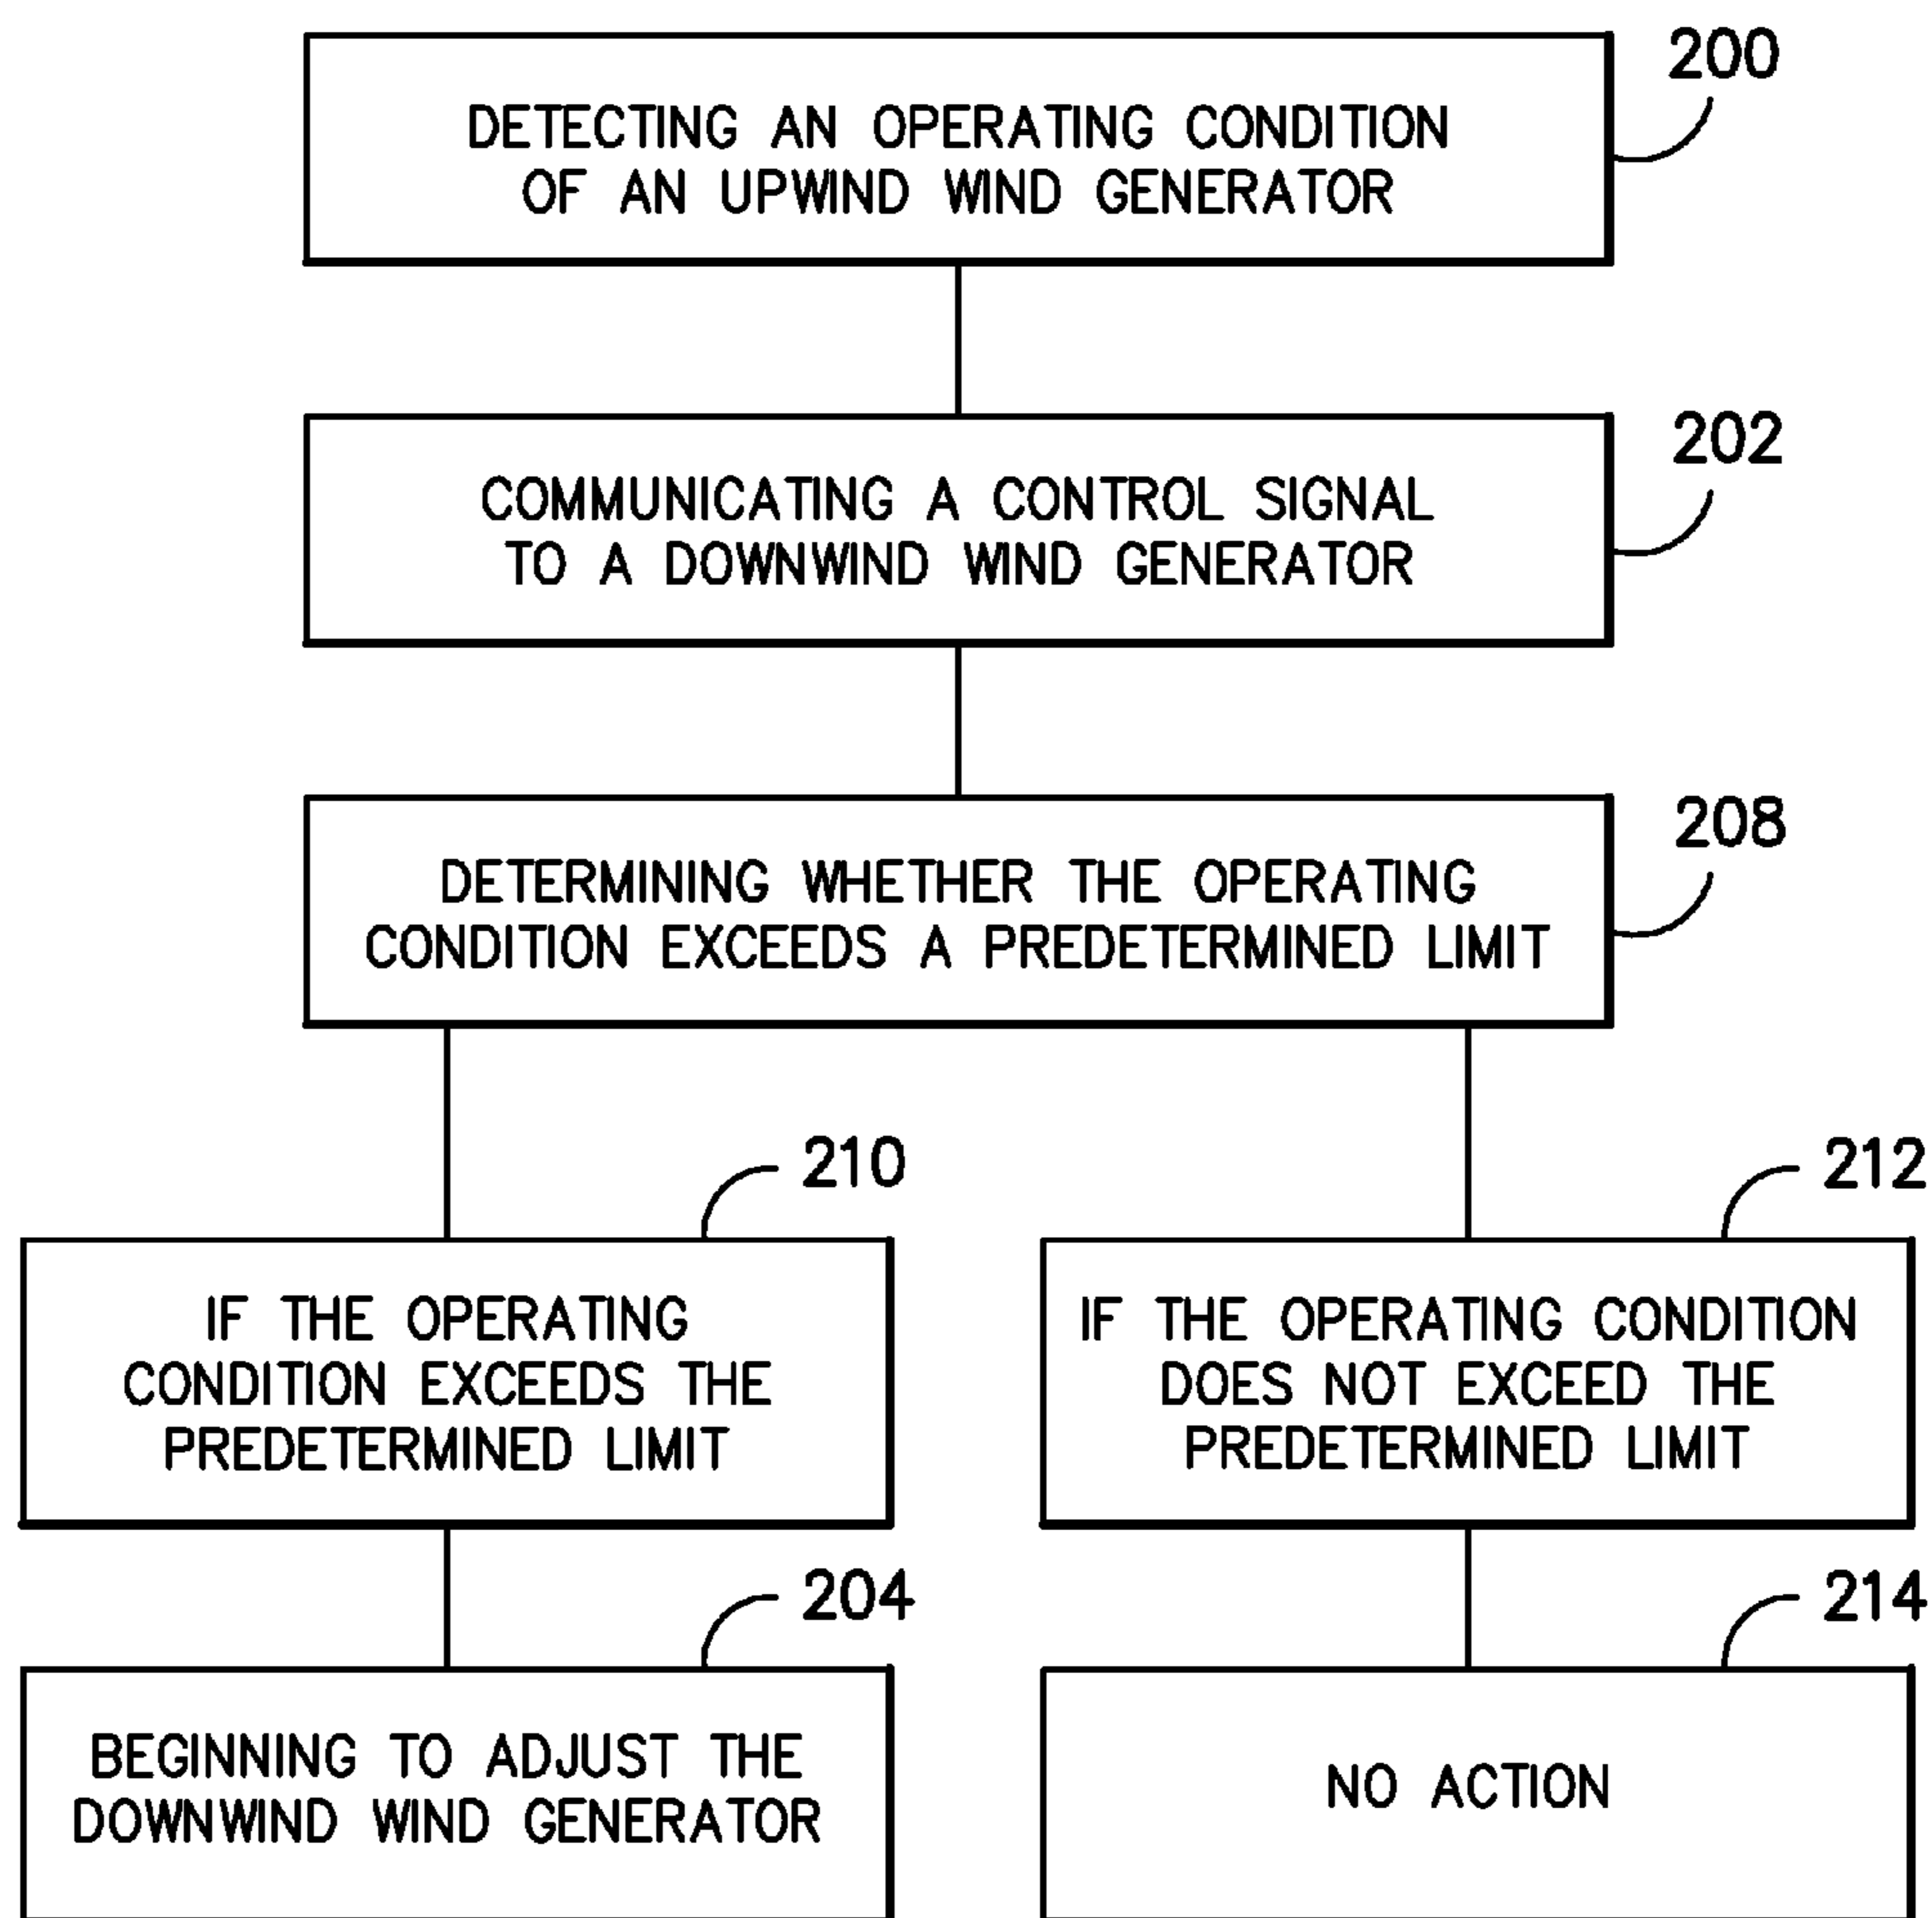 200
DETECTING AN OPERATING CONDITION
OF AN UPWIND WIND GENERATOR
202
COMMUNICATING A CONTROL SIGNAL
TO A DOWNWIND WIND GENERATOR
208
DETERMINING WHETHER THE OPERATING
CONDITION EXCEEDS A PREDETERMINED LIMIT
210
IF THE OPERATING
CONDITION EXCEEDS THE
PREDETERMINED LIMIT
212
IF THE OPERATING CONDITION
DOES NOT EXCEED THE
PREDETERMINED LIMIT
204
BEGINNING TO ADJUST THE
DOWNWIND WIND GENERATOR
214
NO ACTION